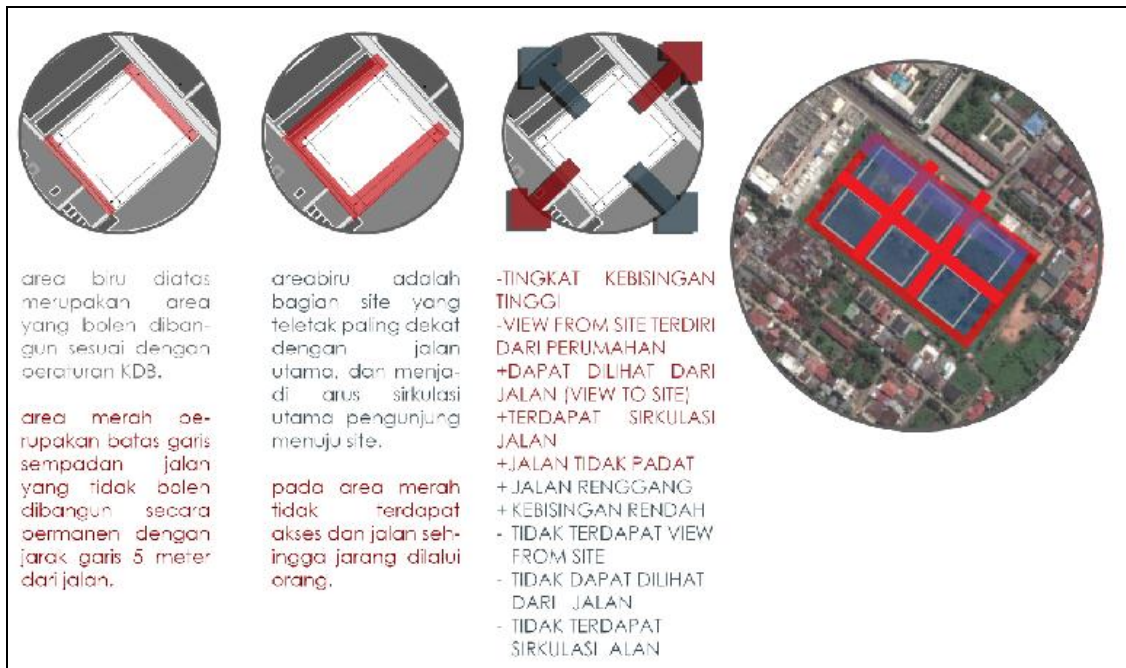 area biru diatas
merupakan area
yang bolen diban-
gun sesuai dengan
peraturan KDB.
area merah be-
rupakan batas garis
sempadan jalan
yang tidak bolen
dibangun secara
permanen dengan
jarak garis 5 meter
dari jalan.
areabiru adalah
bagian site yang
teletak paling dekat
dengan jalan
utama, dan menja-
di arus sirkulasi
utama pengunjung
menuju site.
pada area merah
tidak terdapat
akses dan jalan seh-
ingga jarang dilalui
orang.
-TINGKAT KEBISINGAN
TINGGI
-VIEW FROM SITE TERDIRI
DARI PERUMAHAN
+DAPAT DILIHAT DARI
JALAN (VIEW TO SITE)
+TERDAPAT SIRKULASI
JALAN
+JALAN TIDAK PADAT
+ JALAN RENGGANG
+ KEBISINGAN RENDAH
- TIDAK TERDAPAT VIEW
FROM SITE
- TIDAK DAPAT DILIHAT
DARI JALAN
- TIDAK TERDAPAT
SIRKULASI ALAN